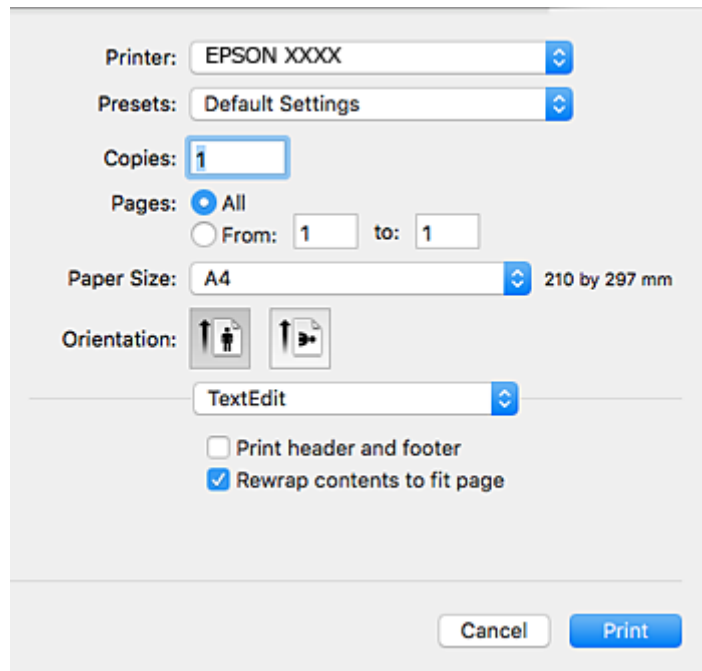 Printer: EPSON XXXX
Presets: Default Settings
Copies: 1
Pages: All
From: 1 to: 1
Paper Size: A4 210 by 297 mm
Orientation:
TextEdit
Print header and footer
Rewrap contents to fit page
Cancel Print